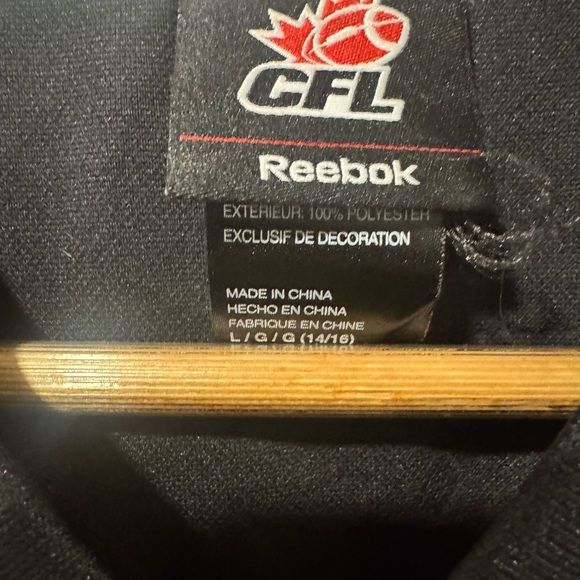 CFL
Reebok
EXTERIEUR: 100% POLYESTER
EXCLUSIF DE DECORATION
MADE IN CHINA
HECHO EN CHINA
FABRIQUE EN CHINE
L / G / G (14/16)